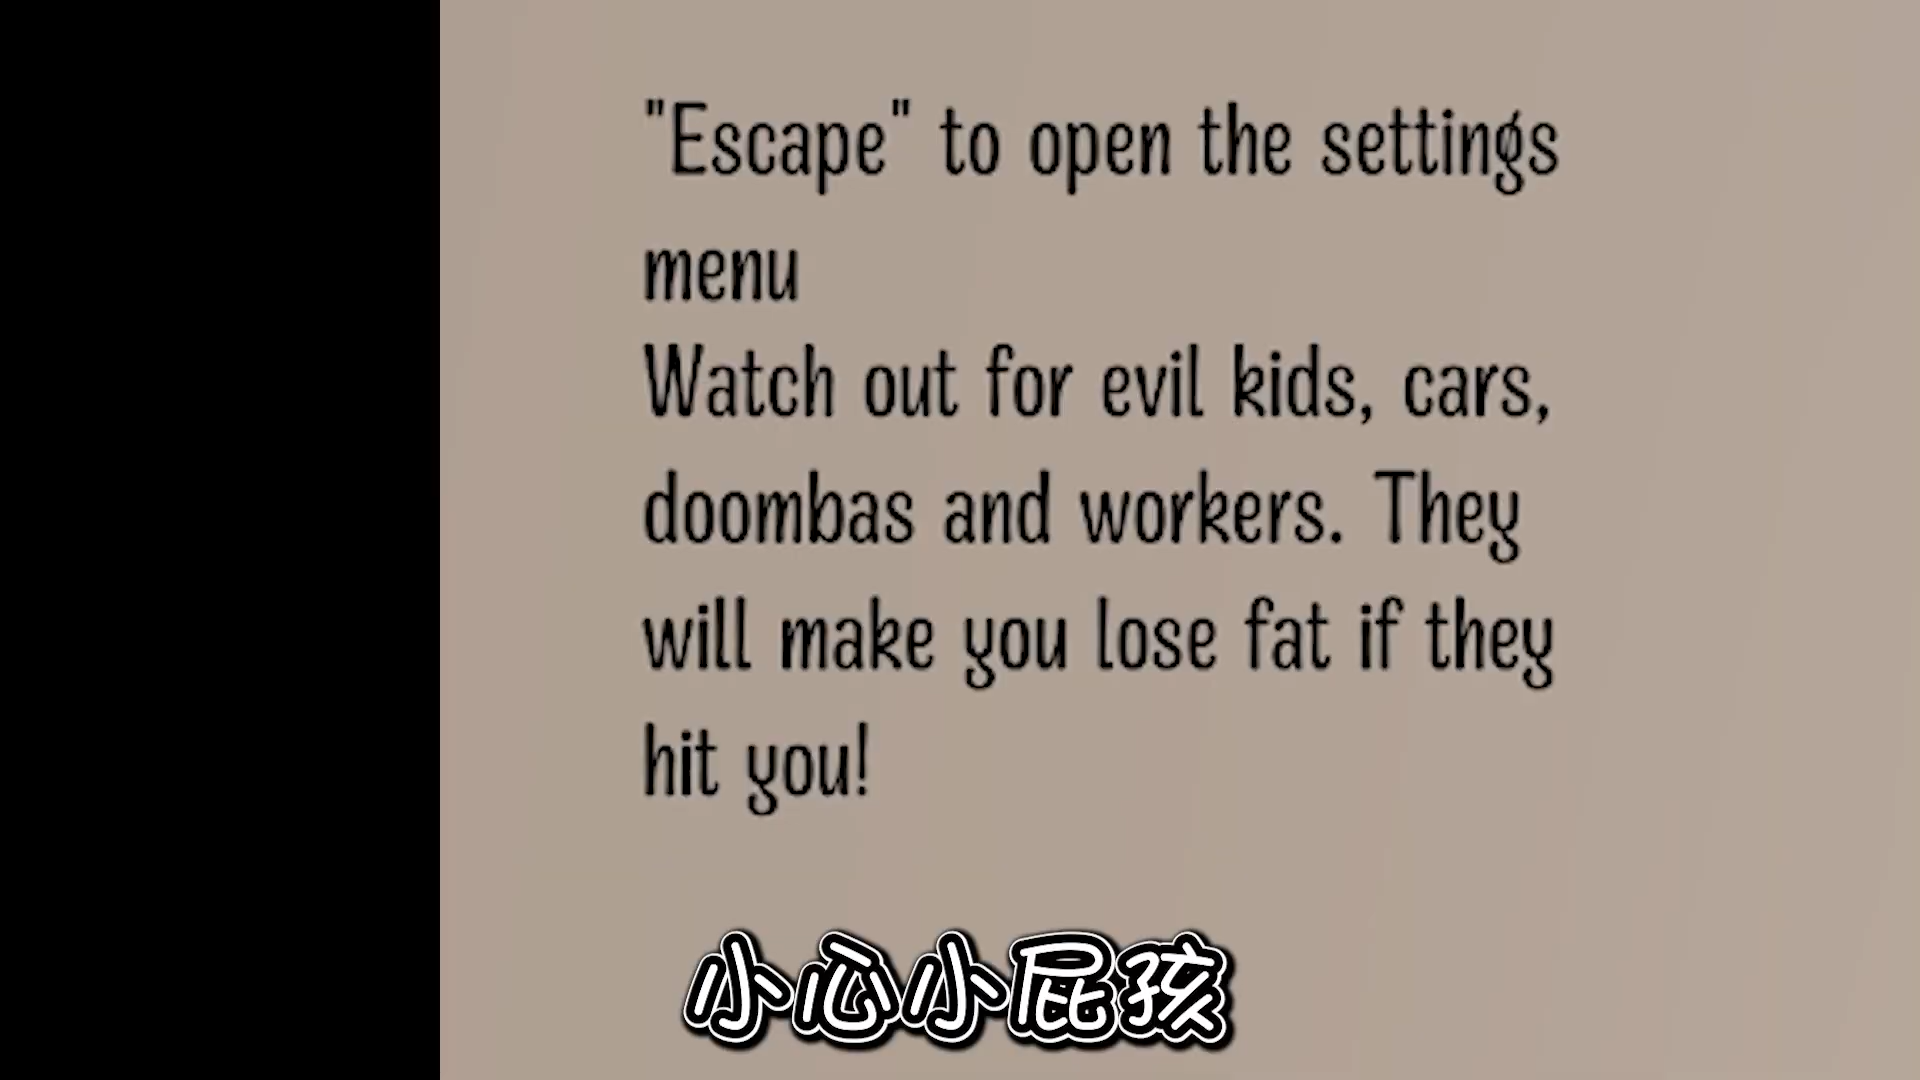 "Escape" to open the settings
menu
Watch out for evil kids, cars,
doombas and workers. They
will make you lose fat if they
hit you!
小心小屁孩